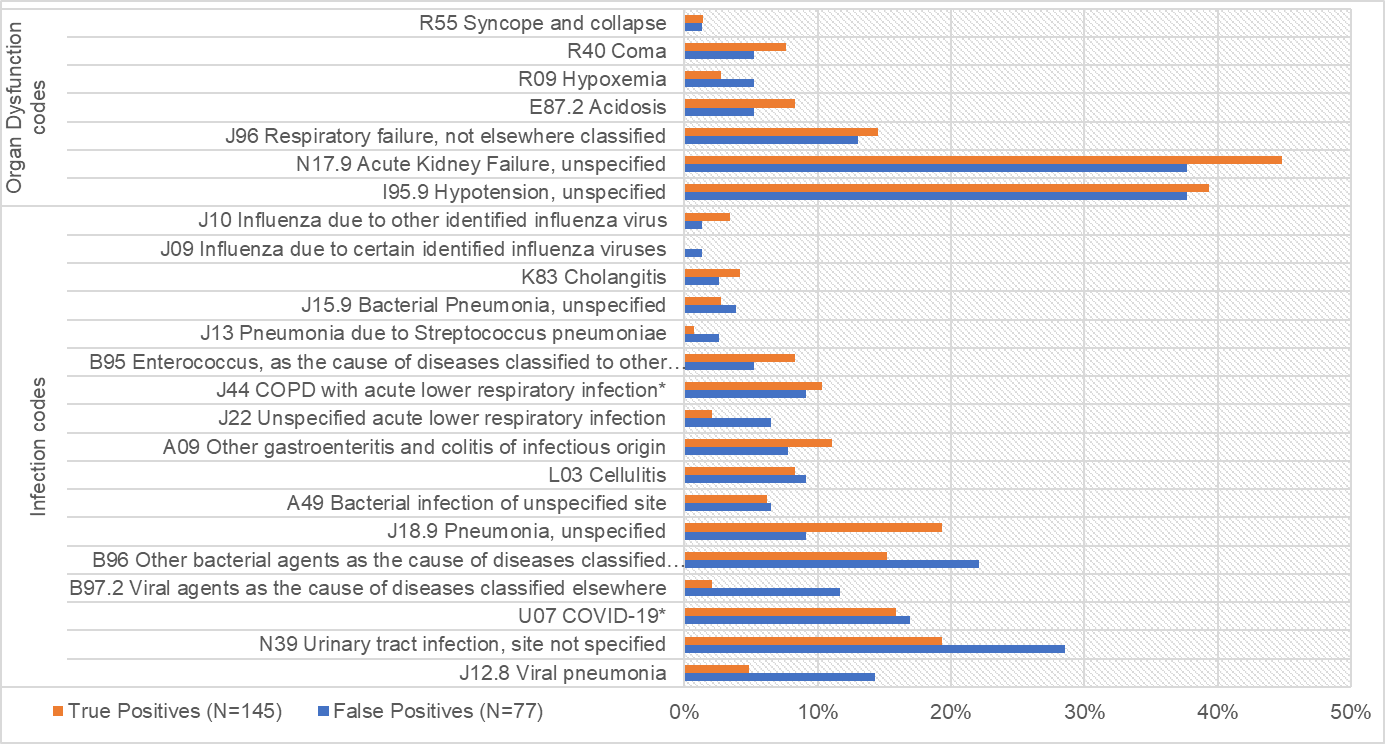 Organ Dysfunction
codes
R55 Syncope and collapse
R40 Coma
R09 Hypoxemia
E87.2 Acidosis
J96 Respiratory failure, not elsewhere classified
N17.9 Acute Kidney Failure, unspecified
I95.9 Hypotension, unspecified
Infection codes
J10 Influenza due to other identified influenza virus
J09 Influenza due to certain identified influenza viruses
K83 Cholangitis
J15.9 Bacterial Pneumonia, unspecified
J13 Pneumonia due to Streptococcus pneumoniae
B95 Enterococcus, as the cause of diseases classified to other…
J44 COPD with acute lower respiratory infection*
J22 Unspecified acute lower respiratory infection
A09 Other gastroenteritis and colitis of infectious origin
L03 Cellulitis
A49 Bacterial infection of unspecified site
J18.9 Pneumonia, unspecified
B96 Other bacterial agents as the cause of diseases classified…
B97.2 Viral agents as the cause of diseases classified elsewhere
U07 COVID-19*
N39 Urinary tract infection, site not specified
J12.8 Viral pneumonia
True Positives (N=145) False Positives (N=77)
0% 10% 20% 30% 40% 50%